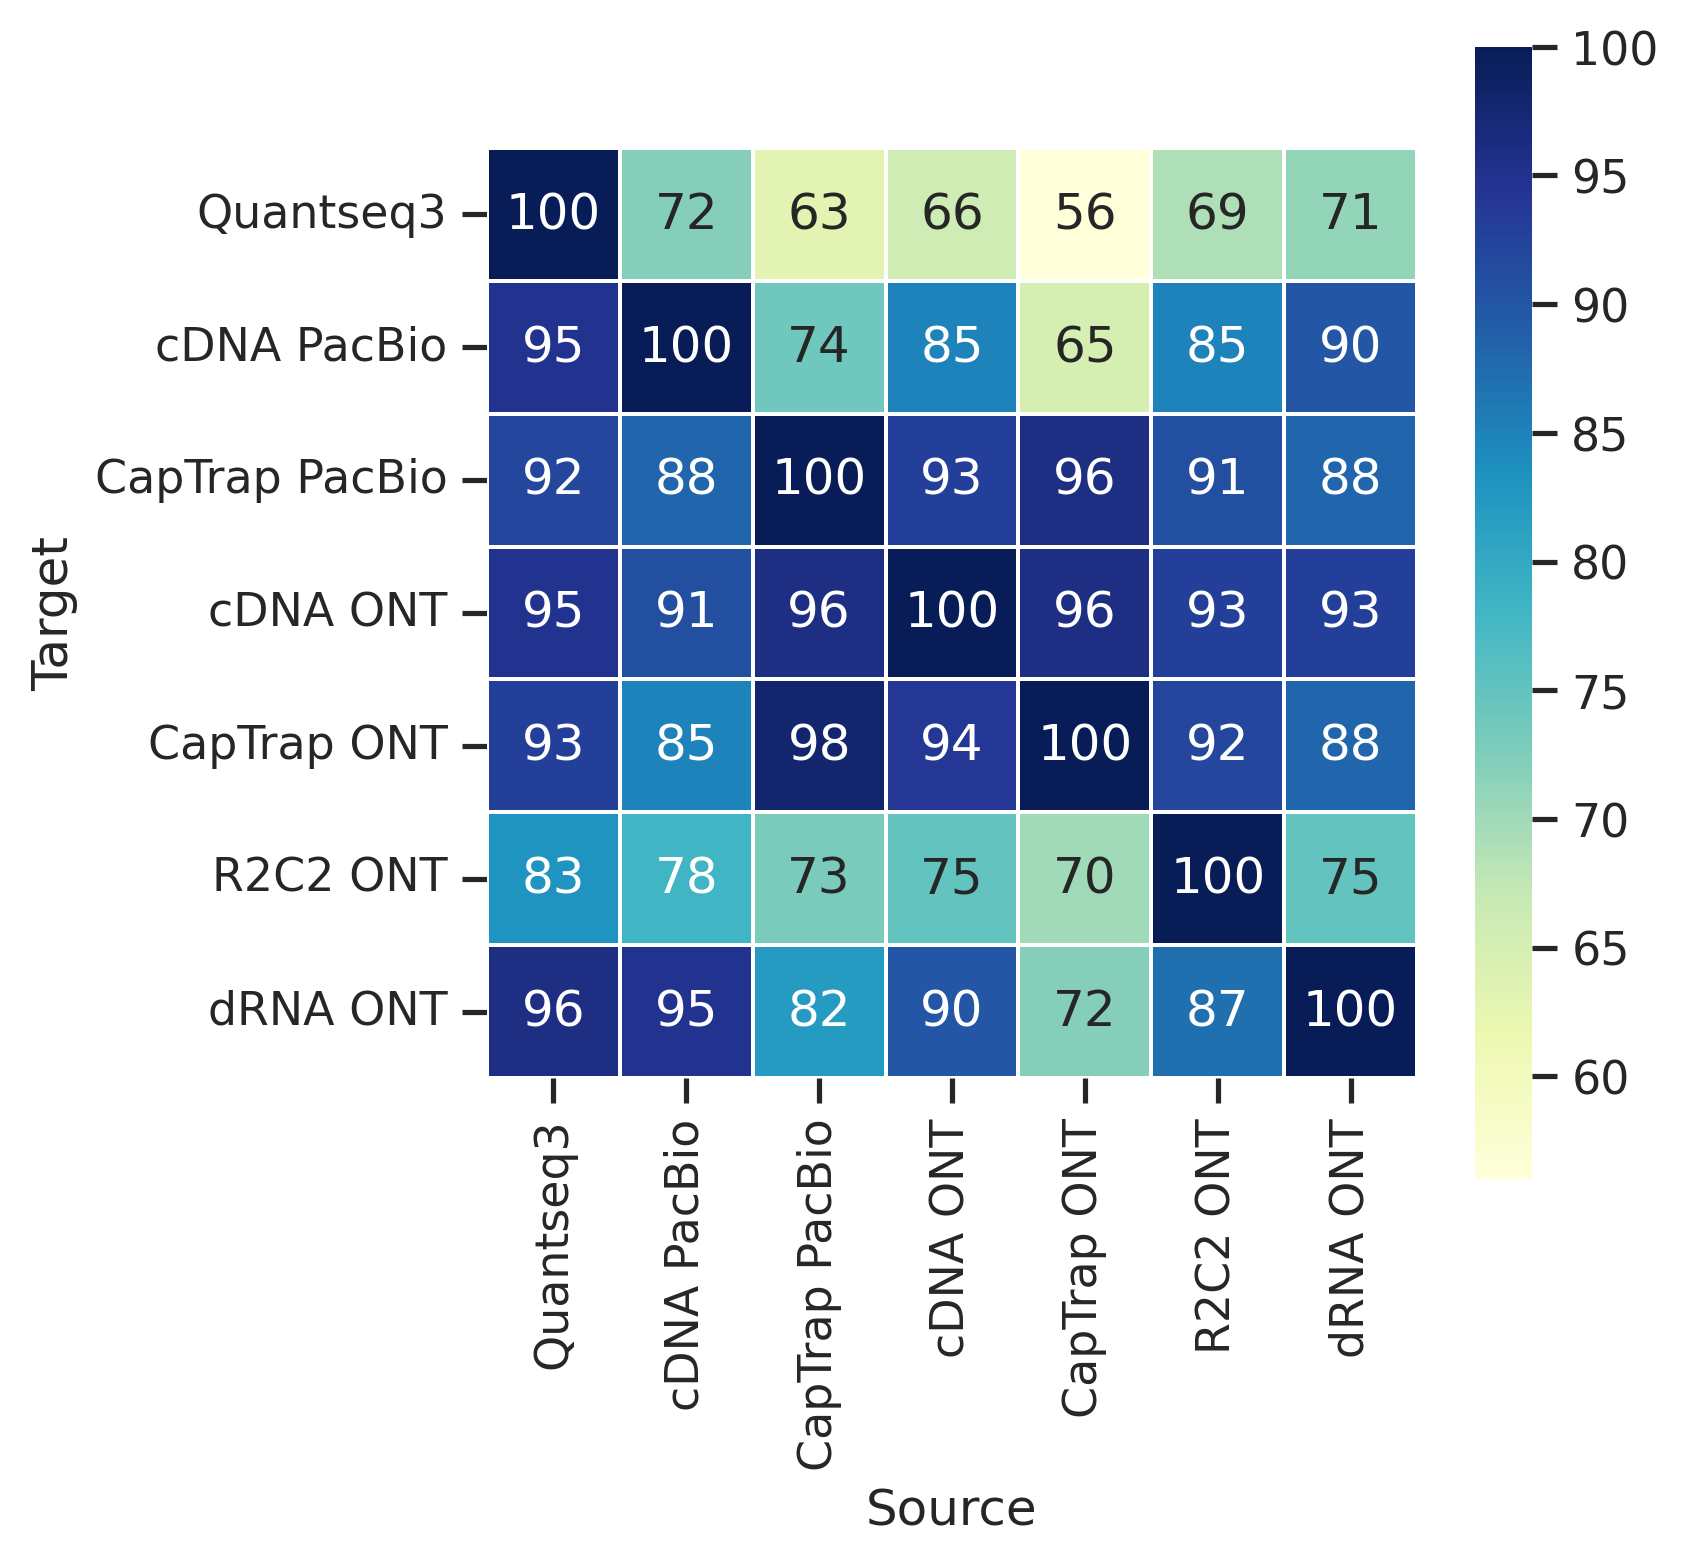 Target
Quantseq3 100 72 63 66 56 69 71
cDNA PacBio 95 100 74 85 65 85 90
CapTrap PacBio 92 88 100 93 96 91 88
cDNA ONT 95 91 96 100 96 93 93
CapTrap ONT 93 85 98 94 100 92 88
R2C2 ONT 83 78 73 75 70 100 75
dRNA ONT 96 95 82 90 72 87 100
Quantseq3
cDNA PacBio
CapTrap PacBio
cDNA ONT
CapTrap ONT
R2C2 ONT
dRNA ONT
Source
100
95
90
85
80
75
70
65
60